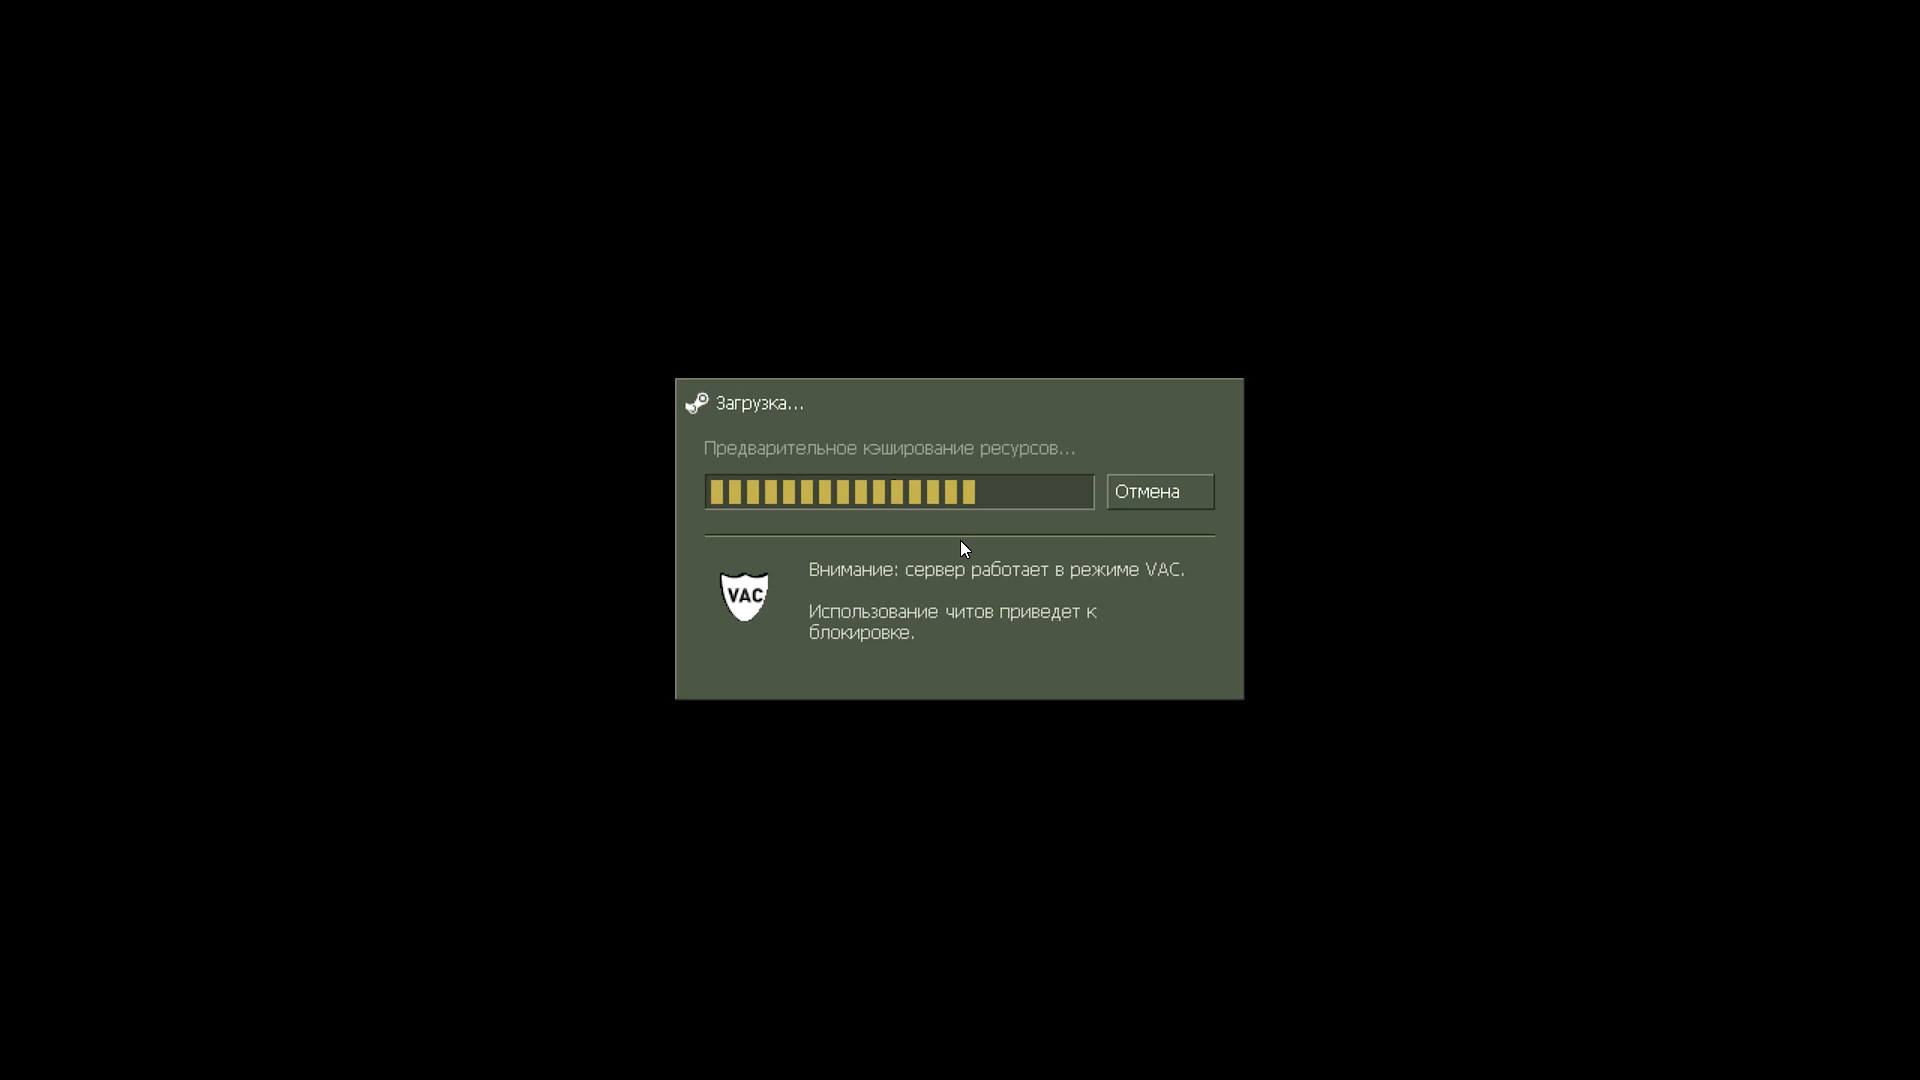 Загрузка...
Предварительное кэширование ресурсов...
Отмена
Внимание: сервер работает в режиме VAC.
VAC
Использование читов приведет к
блокировке.